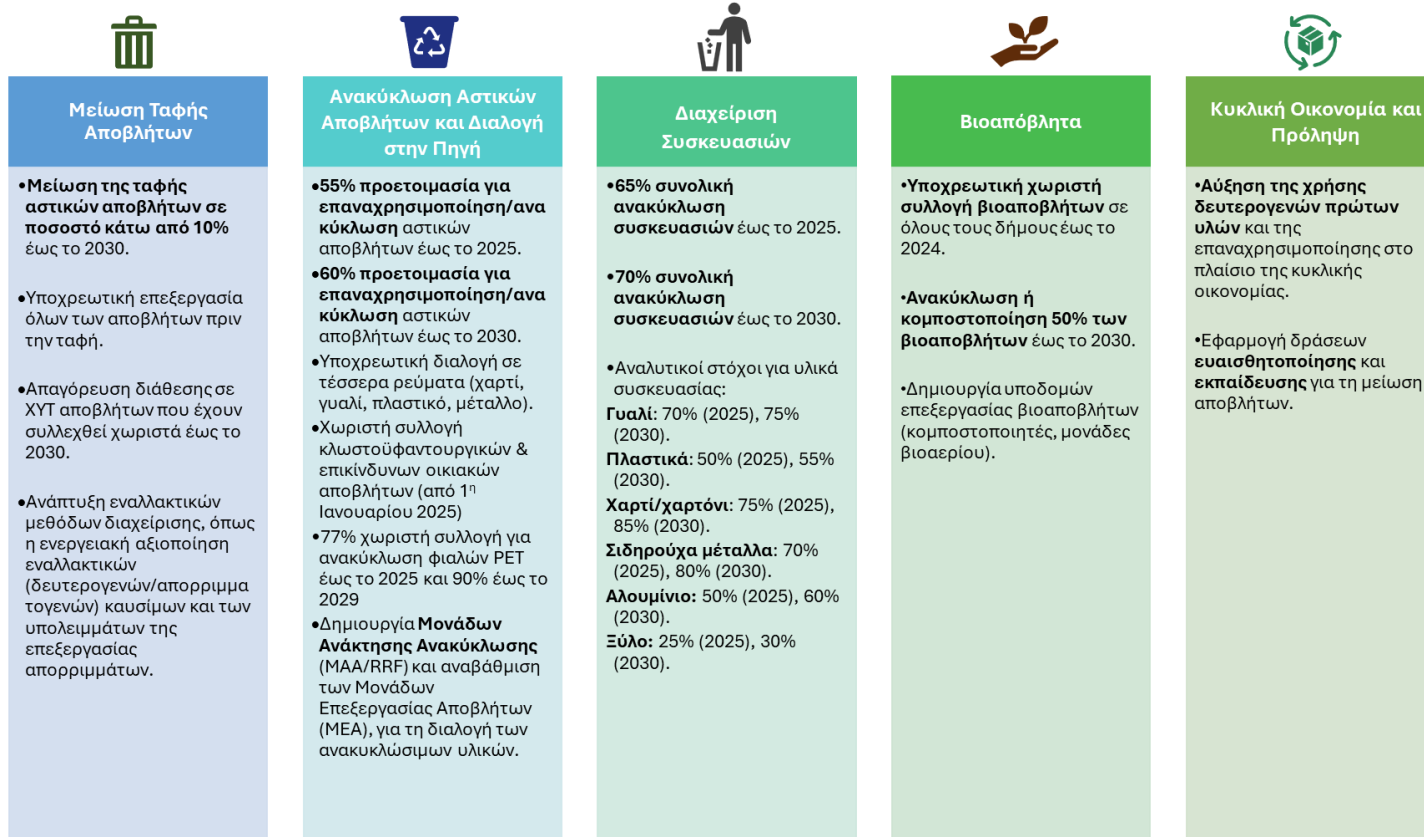 Μείωση Ταφής
Αποβλήτων
•Μείωση της ταφής
αστικών αποβλήτων σε
ποσοστό κάτω από 10%
έως το 2030.
•Υποχρεωτική επεξεργασία
όλων των αποβλήτων πριν
την ταφή.
•Απαγόρευση διάθεσης σε
ΧΥΤ αποβλήτων που έχουν
συλλεχθεί χωριστά έως το
2030.
•Ανάπτυξη εναλλακτικών
μεθόδων διαχείρισης, όπως
η ενεργειακή αξιοποίηση
εναλλακτικών
(δευτερογενών/απορριμμα
τογενών) καυσίμων και των
υπολειμμάτων της
επεξεργασίας
απορριμμάτων.
Ανακύκλωση Αστικών
Αποβλήτων και Διαλογή
στην Πηγή
•55% προετοιμασία για
επαναχρησιμοποίηση/ανα
κύκλωση αστικών
αποβλήτων έως το 2025.
•60% προετοιμασία για
επαναχρησιμοποίηση/ανα
κύκλωση αστικών
αποβλήτων έως το 2030.
•Υποχρεωτική διαλογή σε
τέσσερα ρεύματα (χαρτί,
γυαλί, πλαστικό, μέταλλο).
•Χωριστή συλλογή
κλωστοϋφαντουργικών &
επικίνδυνων οικιακών
αποβλήτων (από 1η
Ιανουαρίου 2025)
•77% χωριστή συλλογή για
ανακύκλωση φιαλών PET
έως το 2025 και 90% έως το
2029
•Δημιουργία Μονάδων
Ανάκτησης Ανακύκλωσης
(ΜΑΑ/RRF) και αναβάθμιση
των Μονάδων
Επεξεργασίας Αποβλήτων
(ΜΕΑ), για τη διαλογή των
ανακυκλώσιμων υλικών.
Διαχείριση
Συσκευασιών
•65% συνολική
ανακύκλωση
συσκευασιών έως το 2025.
•70% συνολική
ανακύκλωση
συσκευασιών έως το 2030.
•Αναλυτικοί στόχοι για υλικά
συσκευασίας:
Γυαλί: 70% (2025), 75%
(2030).
Πλαστικά: 50% (2025), 55%
(2030).
Χαρτί/χαρτόνι: 75% (2025),
85% (2030).
Σιδηρούχα μέταλλα: 70%
(2025), 80% (2030).
Αλουμίνιο: 50% (2025), 60%
(2030).
Ξύλο: 25% (2025), 30%
(2030).
Βιοαπόβλητα
•Υποχρεωτική χωριστή
συλλογή βιοαποβλήτων σε
όλους τους δήμους έως το
2024.
•Ανακύκλωση ή
κομποστοποίηση 50% των
βιοαποβλήτων έως το 2030.
•Δημιουργία υποδομών
επεξεργασίας βιοαποβλήτων
(κομποστοποιητές, μονάδες
βιοαερίου).
Κυκλική Οικονομία και
Πρόληψη
•Αύξηση της χρήσης
δευτερογενών πρώτων
υλών και της
επαναχρησιμοποίησης στο
πλαίσιο της κυκλικής
οικονομίας.
•Εφαρμογή δράσεων
ευαισθητοποίησης και
εκπαίδευσης για τη μείωση
αποβλήτων.